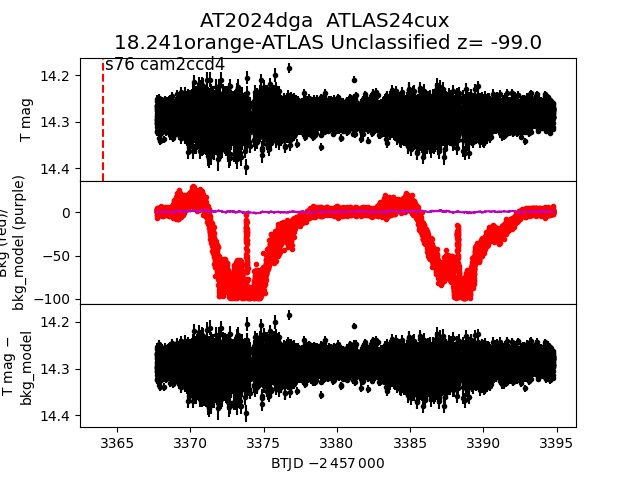 AT2024dga ATLAS24cux
18.241orange-ATLAS Unclassified z= -99.0
s76 cam2ccd4
T mag
14.2
14.3
14.4
Bkg (red)/
bkg_model (purple)
0
−50
−100
T mag −
bkg_model
14.2
14.3
14.4
3365 3370 3375 3380 3385 3390 3395
BTJD −2 457 000